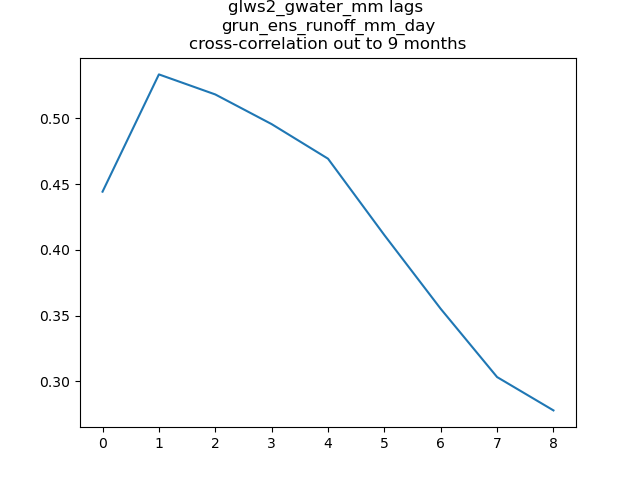 glws2_gwater_mm lags
grun_ens_runoff_mm_day
cross-correlation out to 9 months
0.50
0.45
0.40
0.35
0.30
0 1 2 3 4 5 6 7 8